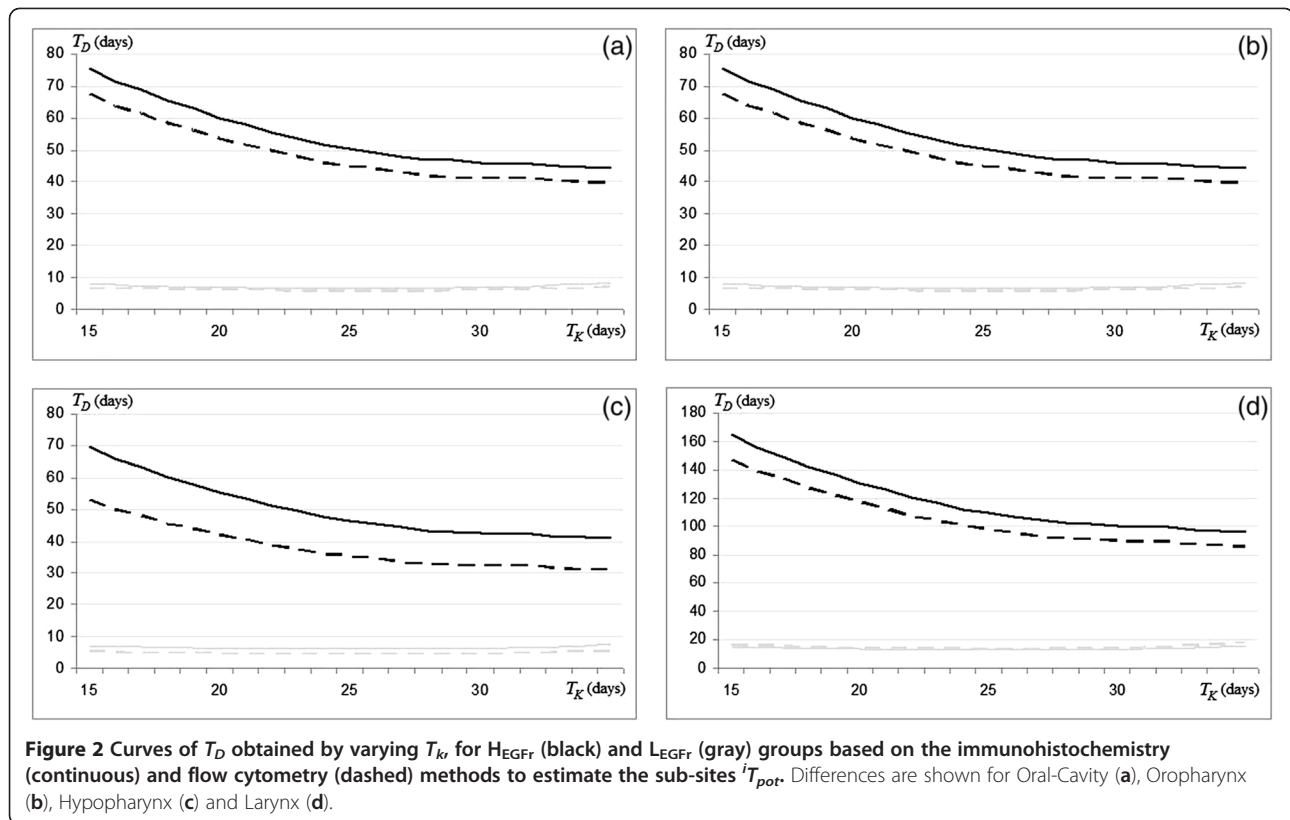 T_D (days)
(a)
80
70
60
50
40
30
20
10
0
15 20 25 30
T_K (days)
T_D (days)
(b)
80
70
60
50
40
30
20
10
0
15 20 25 30
T_K (days)
T_D (days)
(c)
80
70
60
50
40
30
20
10
0
15 20 25 30
T_K (days)
T_D (days)
(d)
180
160
140
120
100
80
60
40
20
0
15 20 25 30
T_K (days)
Figure 2 Curves of T_D obtained by varying T_k, for H_EGFr (black) and L_EGFr (gray) groups based on the immunohistochemistry
(continuous) and flow cytometry (dashed) methods to estimate the sub-sites ^iT_pot. Differences are shown for Oral-Cavity (a), Oropharynx
(b), Hypopharynx (c) and Larynx (d).